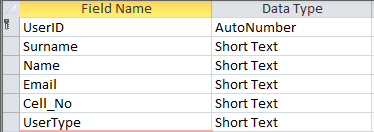 Field Name Data Type
UserID AutoNumber
Surname Short Text
Name Short Text
Email Short Text
Cell_No Short Text
UserType Short Text